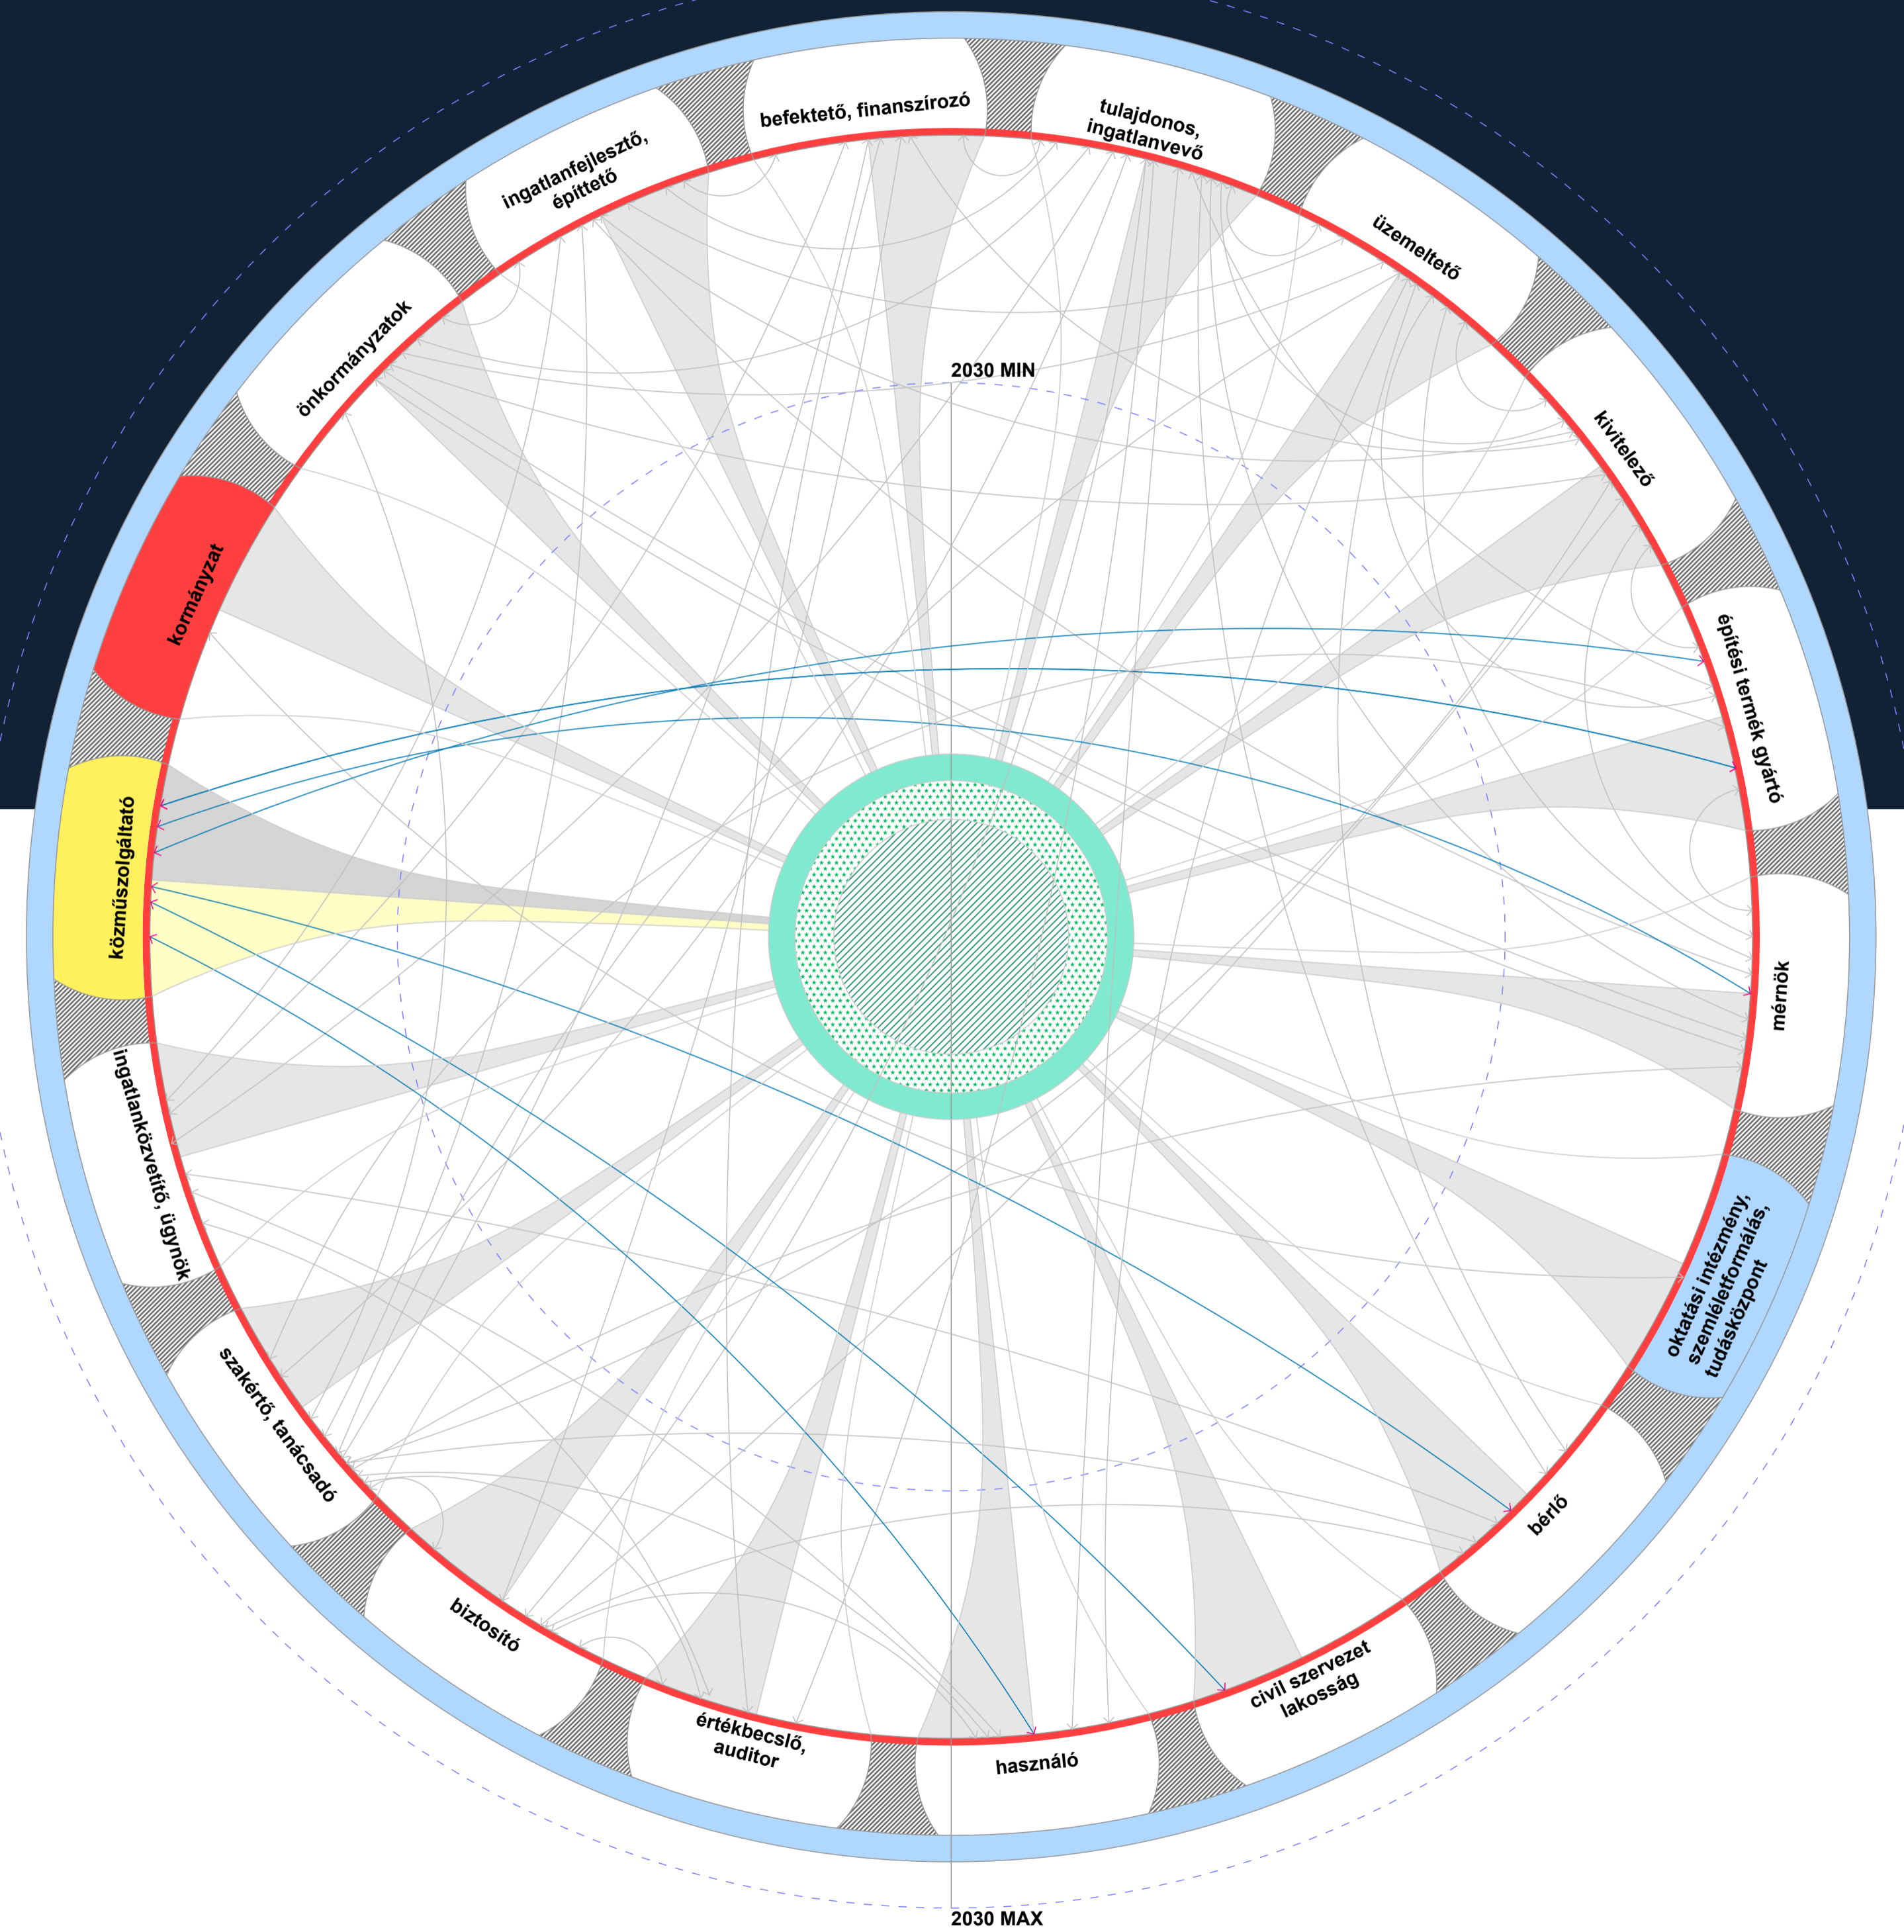 befektető, finanszírozó
tulajdonos,
ingatlanvevő
üzemeltető
kivitelező
építési termék gyártó
mérnök
oktatási intézmény,
szemléletformálás,
tudásközpont
bérlő
civil szervezet
lakosság
használó
értékbecslő,
auditor
biztosító
szakértő, tanácsadó
ingatlanközvetítő, ügynök
közműszolgáltató
kormányzat
önkormányzatok
ingatlanfejlesztő,
építtető
2030 MIN
2030 MAX